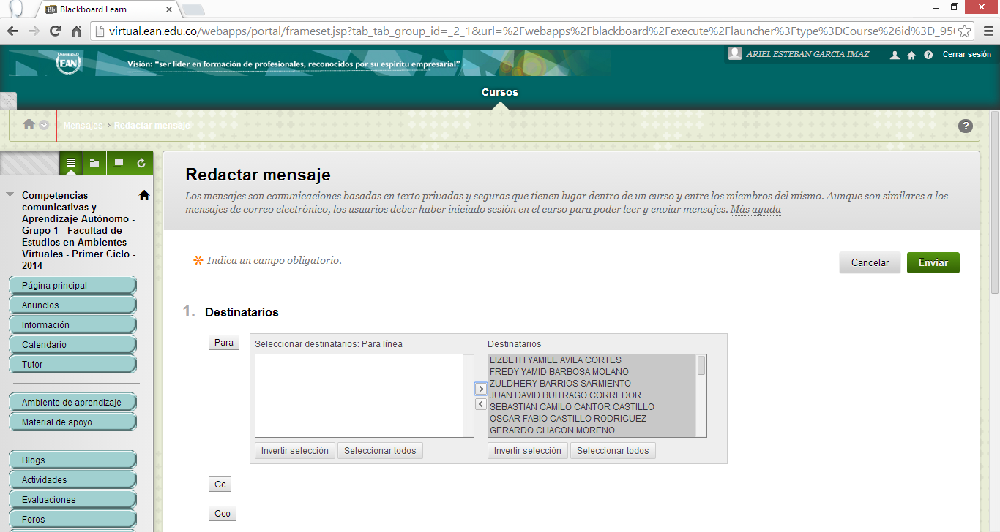 Blackboard Learn
virtual.ean.edu.co/webapps/portal/frameset.jsp?tab_tab_group_id=_2_1&url=%2Fwebapps%2Fblackboard%2Fexecute%2Flauncher%3Ftype%3DCourse%26id%3D_950
UNIVERSIDAD
EAN
Visión: “ser lider en formación de profesionales, reconocidos por su espiritu empresarial”
ARIEL ESTEBAN GARCIA IMAZ
Cerrar sesión
Cursos
Mensajes > Redactar mensaje
Competencias
comunicativas y
Aprendizaje Autónomo -
Grupo 1 - Facultad de
Estudios en Ambientes
Virtuales - Primer Ciclo -
2014
Página principal
Anuncios
Información
Calendario
Tutor
Ambiente de aprendizaje
Material de apoyo
Blogs
Actividades
Evaluaciones
Foros
Redactar mensaje
Los mensajes son comunicaciones basadas en texto privadas y seguras que tienen lugar dentro de un curso y entre los miembros del mismo. Aunque son similares a los
mensajes de correo electrónico, los usuarios deber haber iniciado sesión en el curso para poder leer y enviar mensajes. Más ayuda
Indica un campo obligatorio.
Cancelar
Enviar
1. Destinatarios
Para
Seleccionar destinatarios: Para línea
Destinatarios
LIZBETH YAMILE AVILA CORTES
FREDY YAMID BARBOSA MOLANO
ZULDHERY BARRIOS SARMIENTO
JUAN DAVID BUITRAGO CORREDOR
SEBASTIAN CAMILO CANTOR CASTILLO
OSCAR FABIO CASTILLO RODRIGUEZ
GERARDO CHACON MORENO
Invertir selección
Seleccionar todos
Invertir selección
Seleccionar todos
Cc
Cco